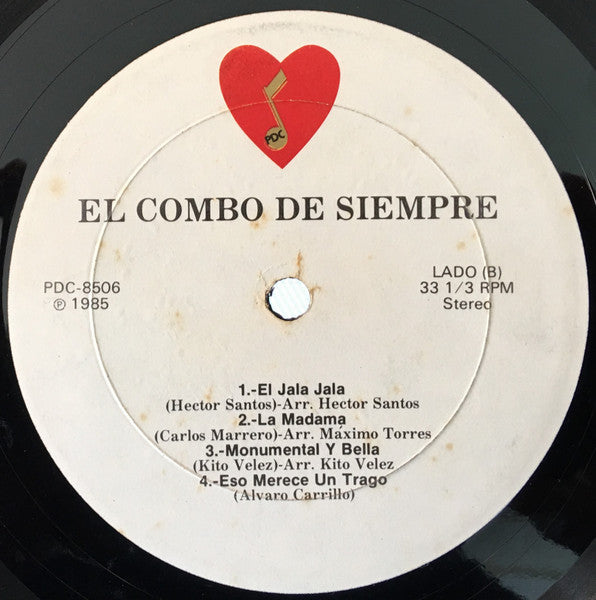 PDC
EL COMBO DE SIEMPRE
PDC-8506
℗ 1985
LADO (B)
33 1/3 RPM
Stereo
1.-El Jala Jala
(Hector Santos)-Arr. Hector Santos
2.-La Madama
(Carlos Marrero)-Arr. Máximo Torres
3.-Monumental Y Bella
(Kito Velez)-Arr. Kito Velez
4.-Eso Merece Un Trago
(Alvaro Carrillo)